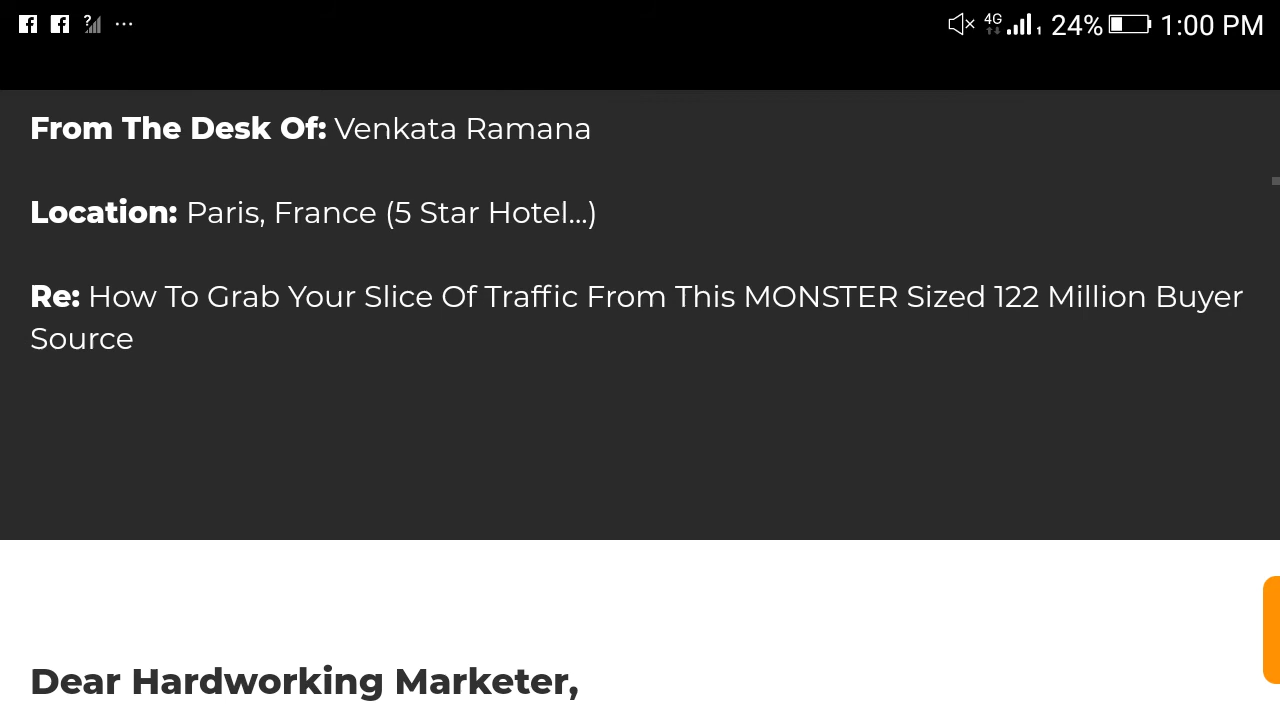 4G 24% 1:00 PM
From The Desk Of: Venkata Ramana
Location: Paris, France (5 Star Hotel...)
Re: How To Grab Your Slice Of Traffic From This MONSTER Sized 122 Million Buyer
Source
Dear Hardworking Marketer,